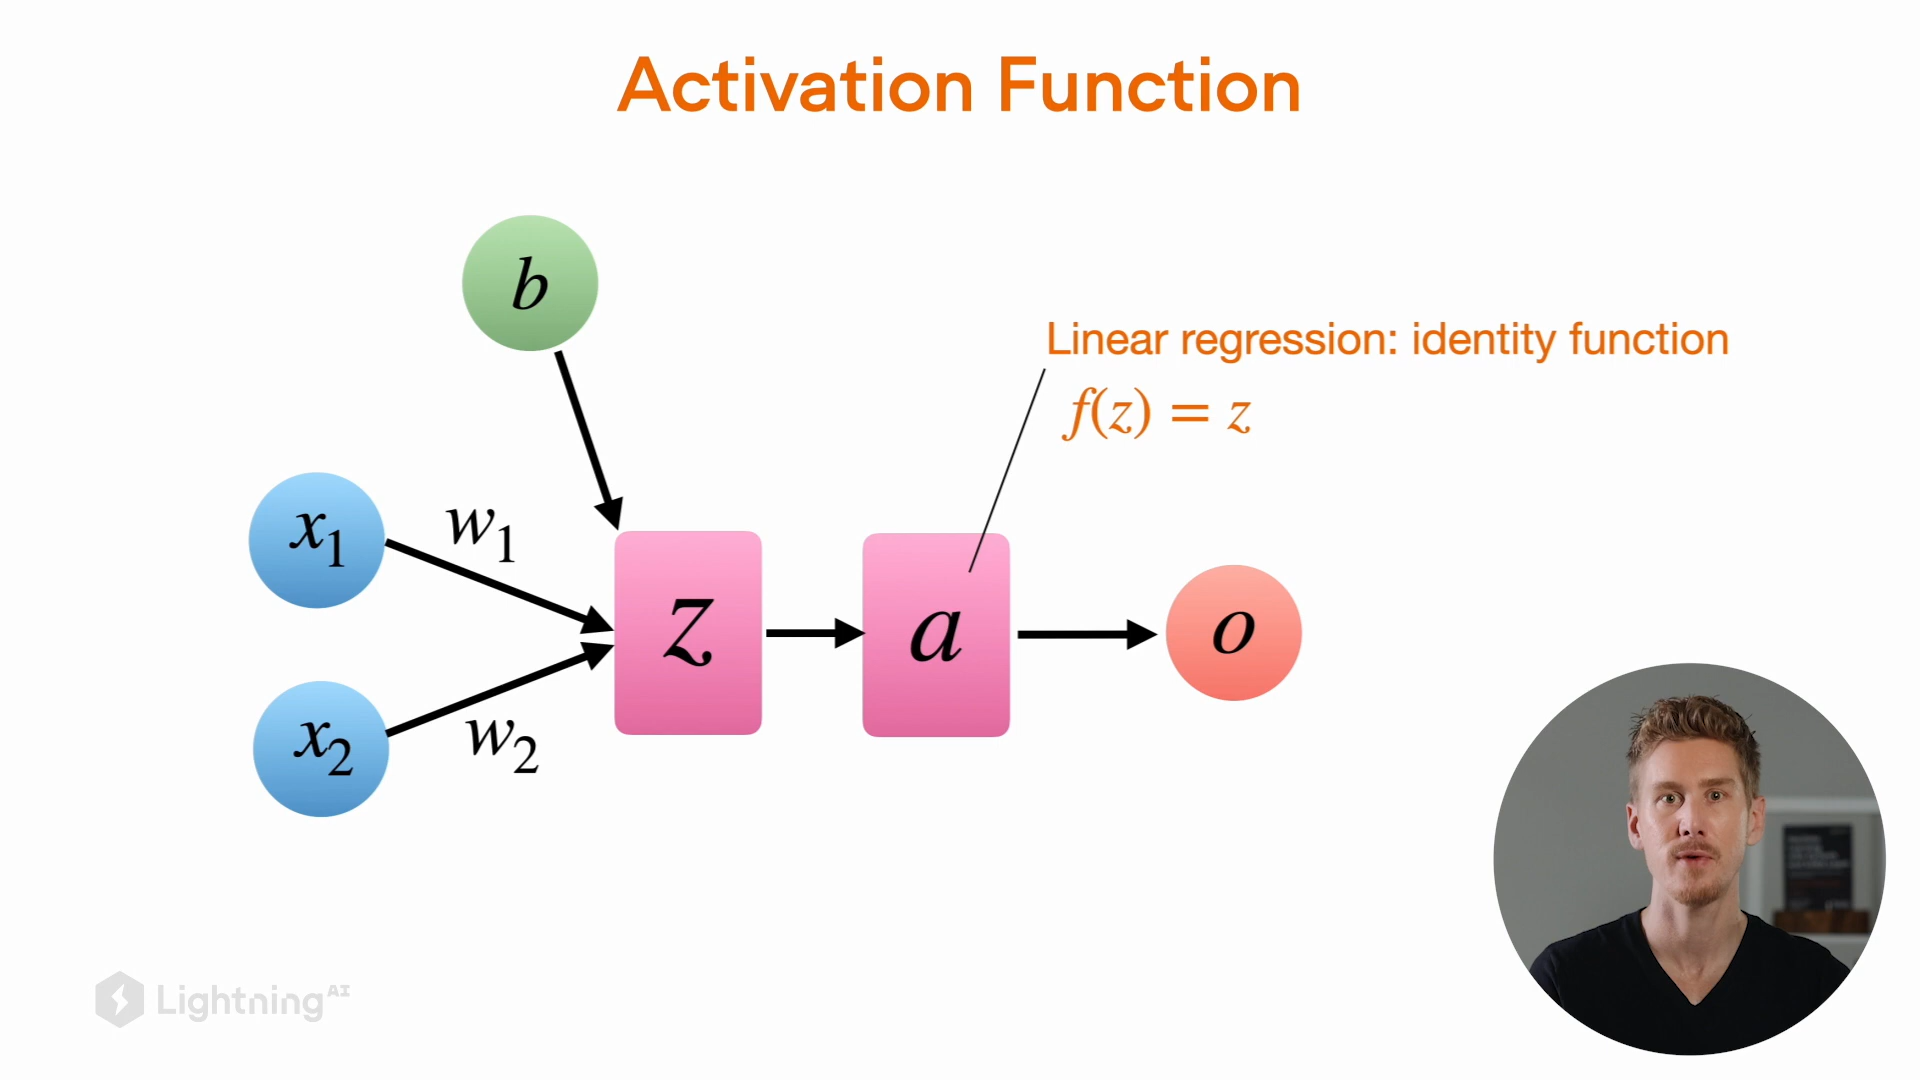 Activation Function
b
Linear regression: identity function
f(z) = z
x₁
w₁
z
a
o
x₂
w₂
Lightning AI